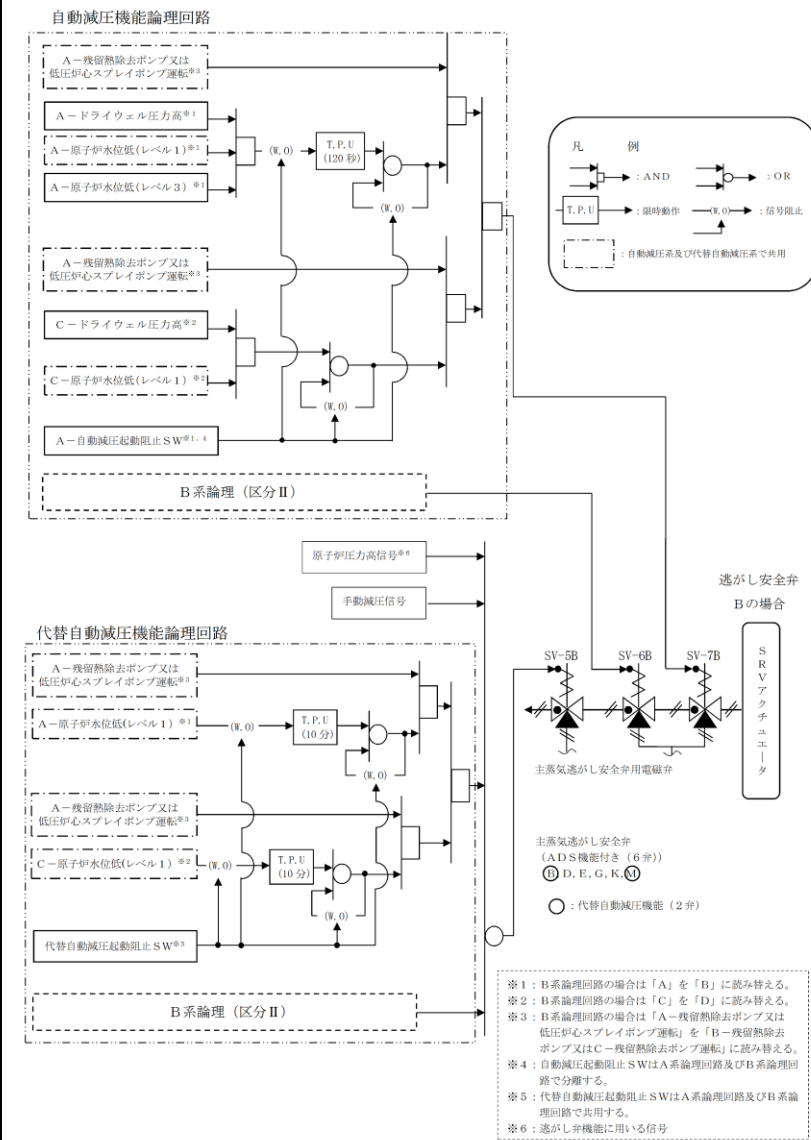 自動減圧機能論理回路
A－残留熱除去ポンプ又は
低圧炉心スプレイポンプ運転※3
A－ドライウェル圧力高※1
A－原子炉水位低(レベル1)※1
A－原子炉水位低(レベル3)※1
(W.O)
T.P.U
(120秒)
(W.O)
A－残留熱除去ポンプ又は
低圧炉心スプレイポンプ運転※3
C－ドライウェル圧力高※2
C－原子炉水位低(レベル1)※2
(W.O)
A－自動減圧起動阻止SW※1,4
B系論理（区分Ⅱ）
凡 例
：AND
：OR
T.P.U
：限時動作
(W.O)
：信号阻止
：自動減圧系及び代替自動減圧系で共用
原子炉圧力高信号※6
手動減圧信号
代替自動減圧機能論理回路
A－残留熱除去ポンプ又は
低圧炉心スプレイポンプ運転※3
A－原子炉水位低(レベル1)※1
(W.O)
T.P.U
(10分)
(W.O)
A－残留熱除去ポンプ又は
低圧炉心スプレイポンプ運転※3
C－原子炉水位低(レベル1)※2
(W.O)
T.P.U
(10分)
(W.O)
代替自動減圧起動阻止SW※5
B系論理（区分Ⅱ）
逃がし安全弁
Bの場合
SV-5B
SV-6B
SV-7B
SRVアクチュエータ
主蒸気逃がし安全弁用電磁弁
主蒸気逃がし安全弁
(ADS機能付き（6弁）)
B, D, E, G, K, M
：代替自動減圧機能（2弁）
※1：B系論理回路の場合は「A」を「B」に読み替える。
※2：B系論理回路の場合は「C」を「D」に読み替える。
※3：B系論理回路の場合は「A－残留熱除去ポンプ又は
低圧炉心スプレイポンプ運転」を「B－残留熱除去
ポンプ又はC－残留熱除去ポンプ運転」に読み替える。
※4：自動減圧起動阻止SWはA系論理回路及びB系論理回
路で分離する。
※5：代替自動減圧起動阻止SWはA系論理回路及びB系論
理回路で共用する。
※6：逃がし弁機能に用いる信号